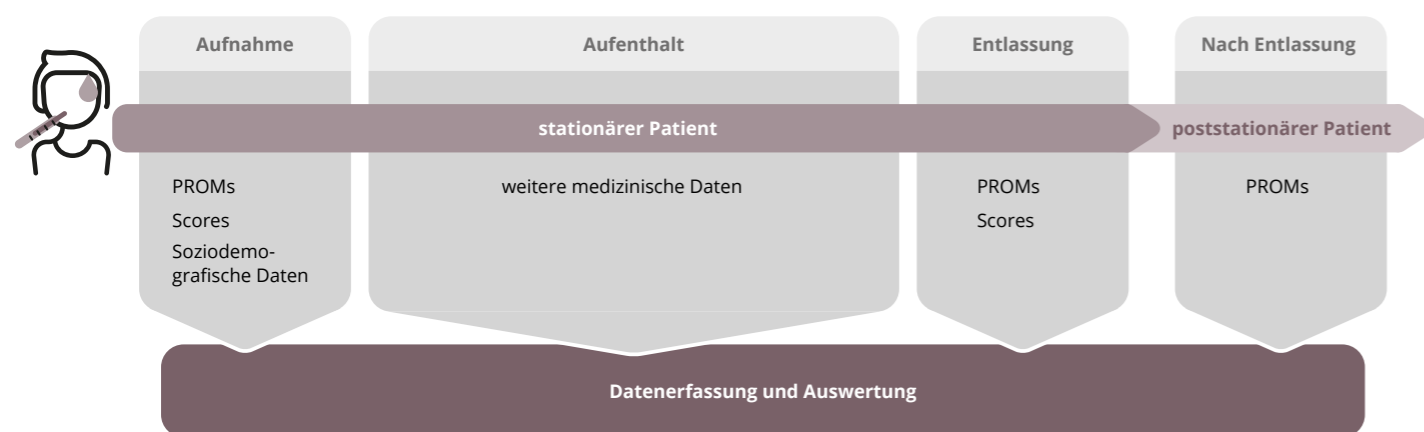 Aufnahme
Aufenthalt
Entlassung
Nach Entlassung
stationärer Patient
poststationärer Patient
PROMs
Scores
Soziodemo-
grafische Daten
weitere medizinische Daten
PROMs
Scores
PROMs
Datenerfassung und Auswertung